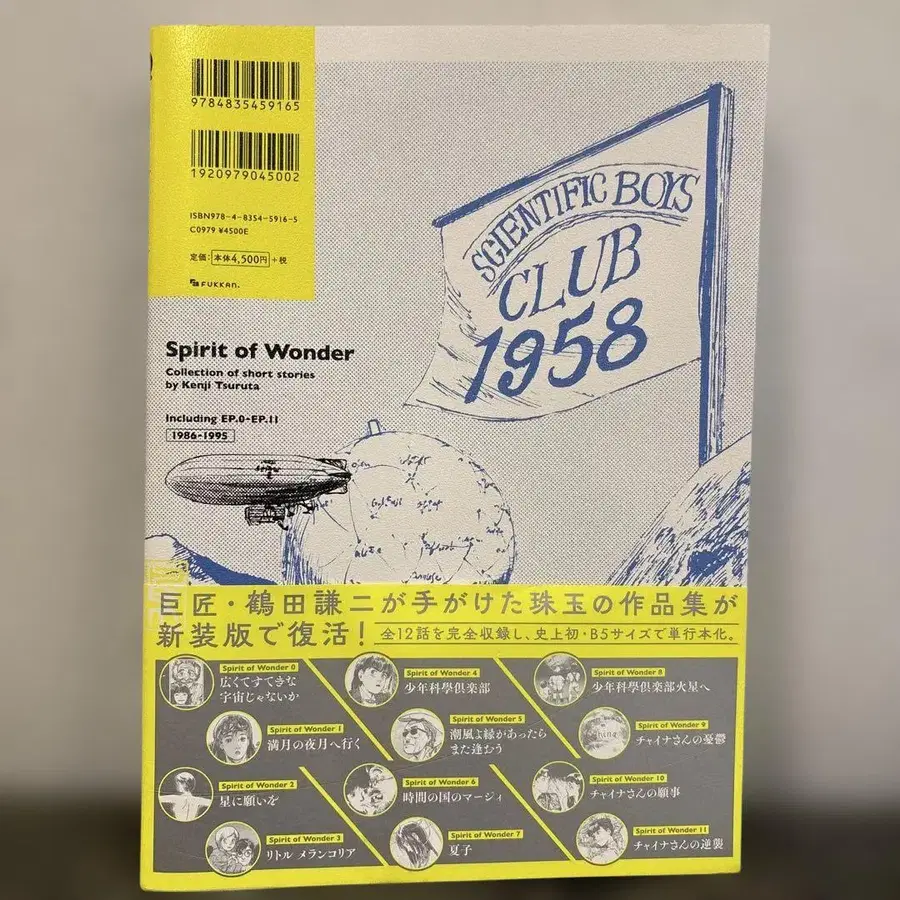 9784835459165
1920979045002
ISBN978-4-8354-5916-5
C0979 ¥4500E
定価: 本体4,500円 +税
FUKKAN.
SCIENTIFIC BOYS
CLUB
1958
Spirit of Wonder
Collection of short stories
by Kenji Tsuruta
Including EP.0-EP.11
1986-1995
巨匠・鶴田謙二が手がけた珠玉の作品集が
新装版で復活! 全12話を完全収録し、史上初・B5サイズで単行本化。
Spirit of Wonder 0
広くてすてきな
宇宙じゃないか
Spirit of Wonder 1
満月の夜月へ行く
Spirit of Wonder 2
星に願いを
Spirit of Wonder 3
リトル メランコリア
Spirit of Wonder 4
少年科學倶楽部
Spirit of Wonder 5
潮風よ縁があったら
また逢おう
Spirit of Wonder 6
時間の国のマージィ
Spirit of Wonder 7
夏子
Spirit of Wonder 8
少年科學倶楽部火星へ
Spirit of Wonder 9
チャイナさんの憂鬱
Spirit of Wonder 10
チャイナさんの願事
Spirit of Wonder 11
チャイナさんの逆襲